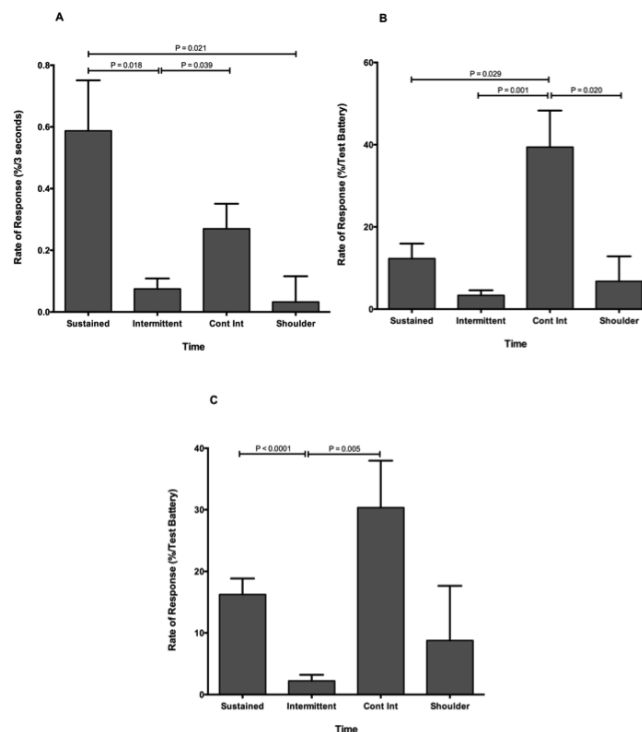 A
P = 0.021
P = 0.018 P = 0.039
0.8
0.6
0.4
0.2
0.0
Rate of Response (%/3 seconds)
Sustained Intermittent Cont Int Shoulder
Time
B
P = 0.029
P = 0.001 P = 0.020
60
40
20
0
Rate of Response (%/Test Battery)
Sustained Intermittent Cont Int Shoulder
Time
C
P < 0.0001 P = 0.005
40
30
20
10
0
Rate of Response (%/Test Battery)
Sustained Intermittent Cont Int Shoulder
Time